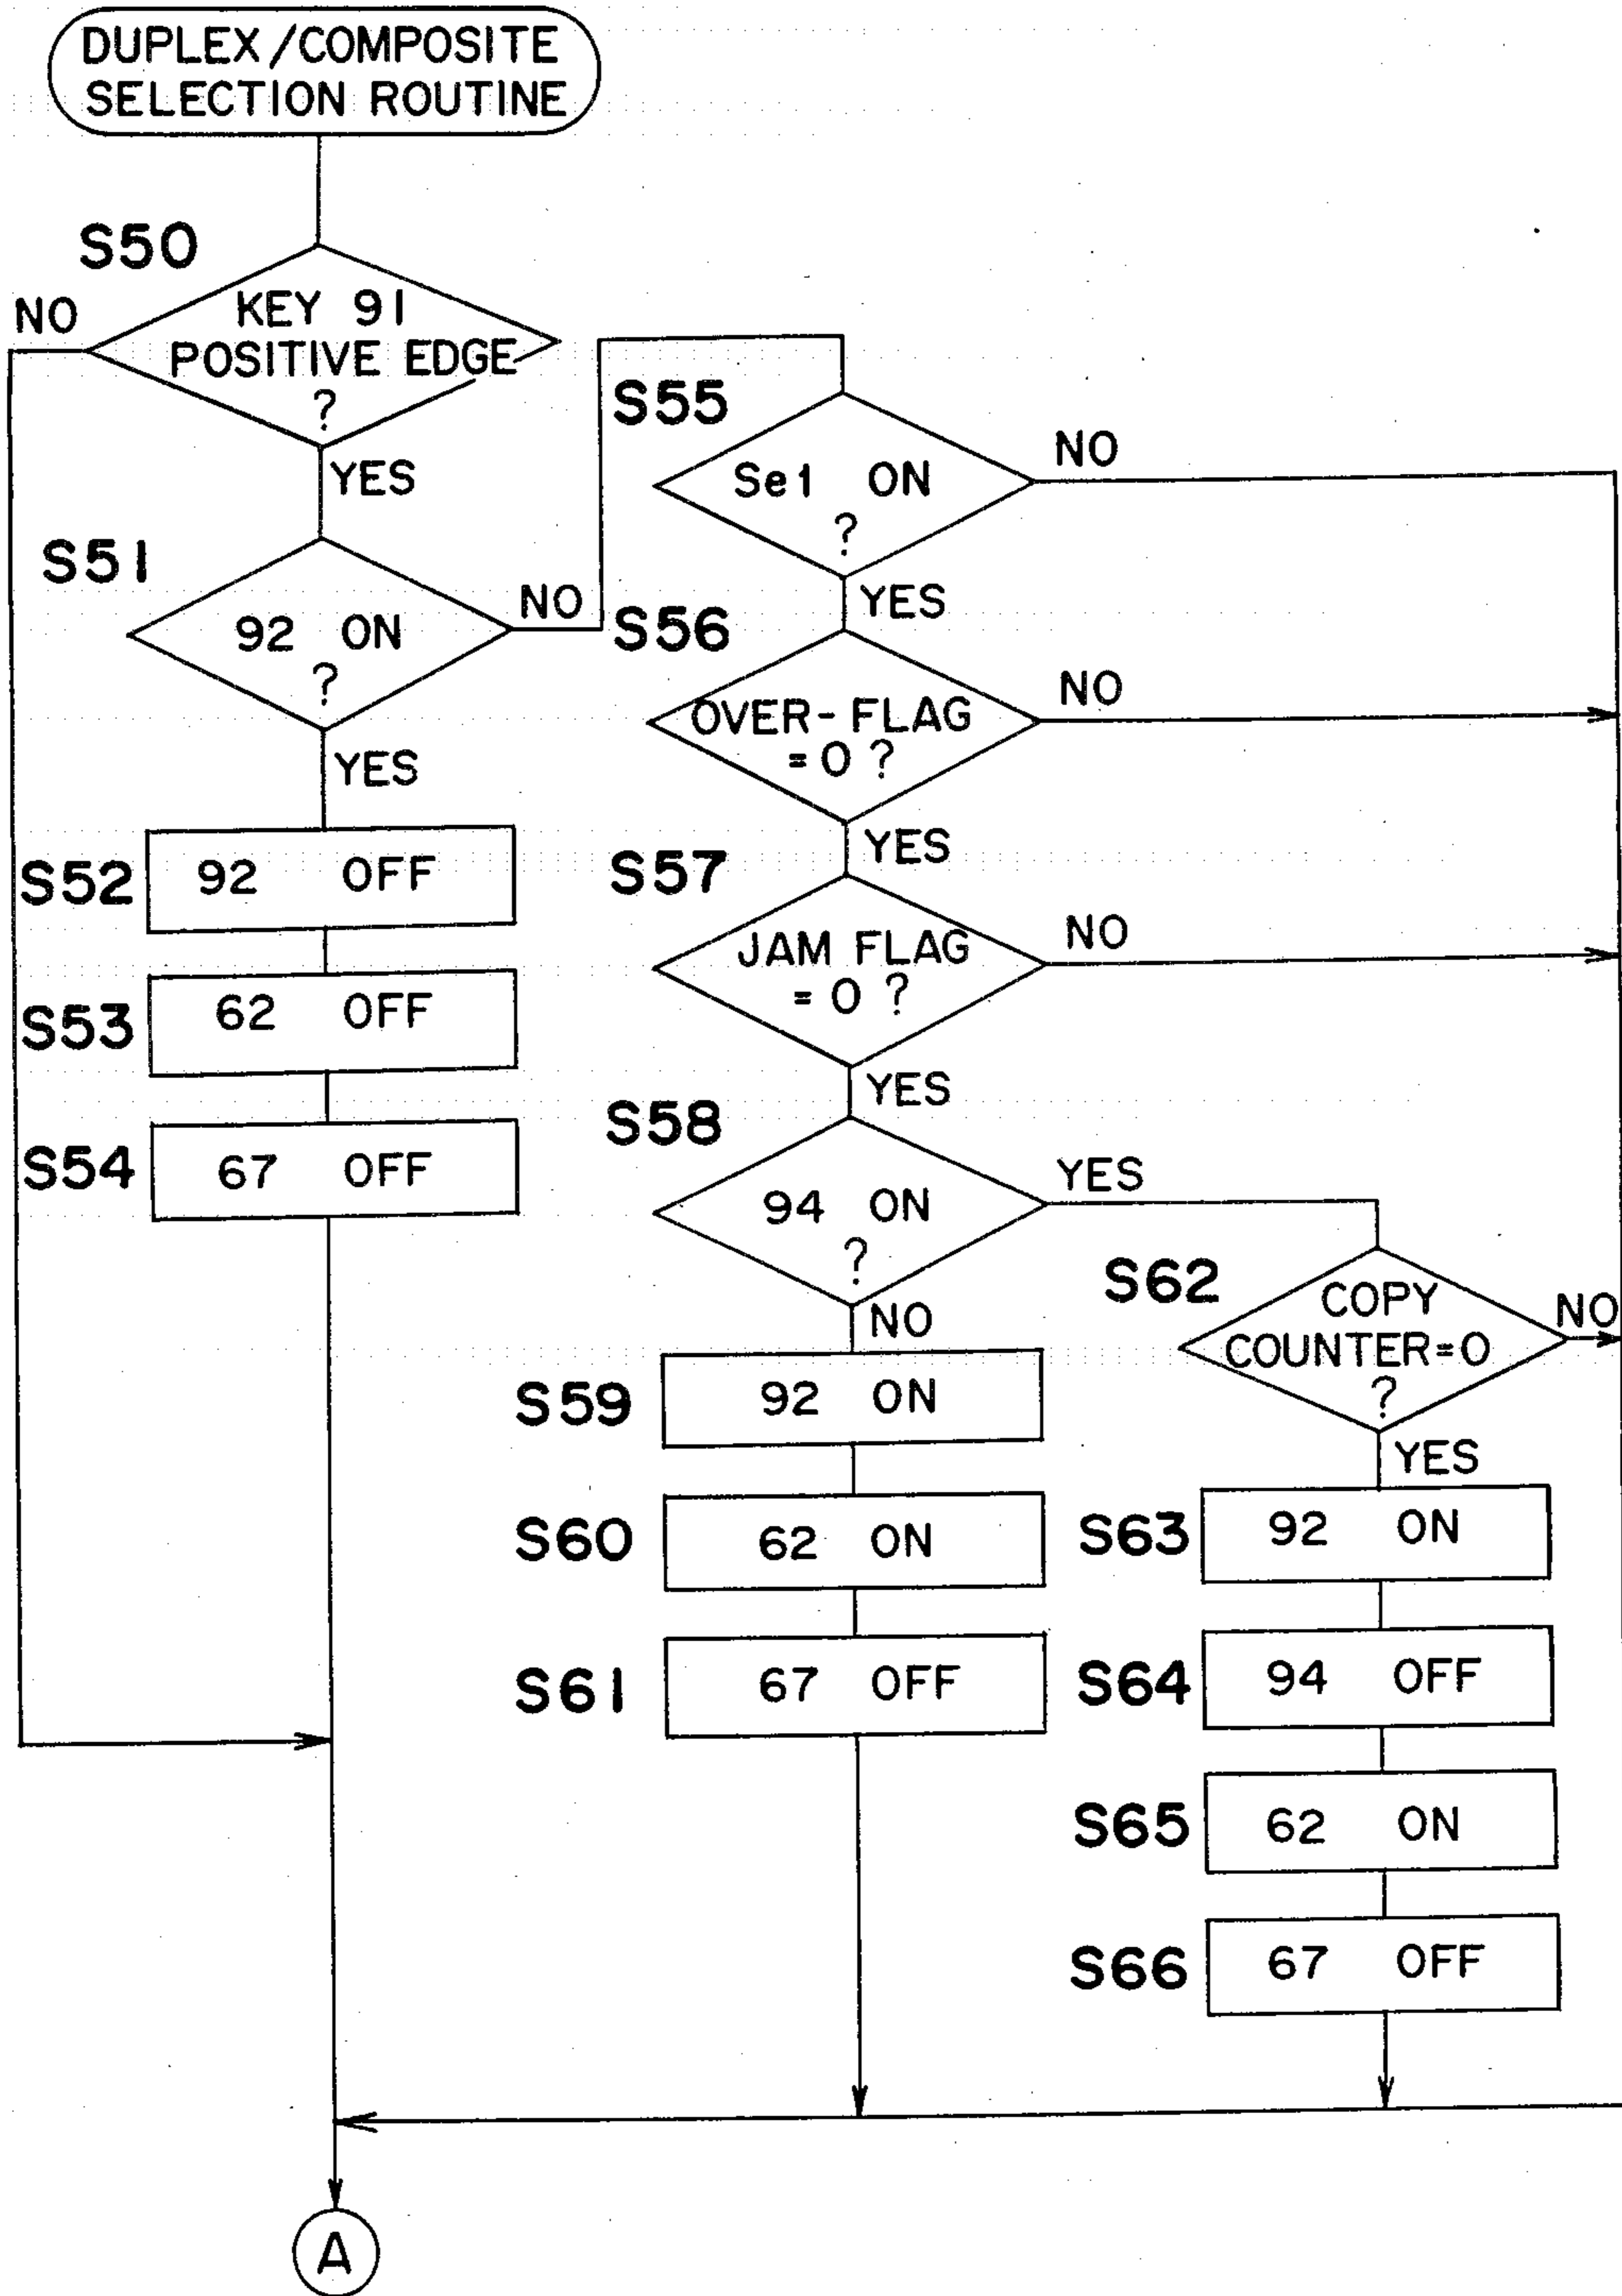 DUPLEX/COMPOSITE
SELECTION ROUTINE
S50
NO
KEY 91
POSITIVE EDGE
?
YES
S51
92 ON
?
NO
YES
S52
92 OFF
S53
62 OFF
S54
67 OFF
S55
Se1 ON
?
NO
YES
S56
OVER-FLAG
=0 ?
NO
YES
S57
JAM FLAG
=0 ?
NO
YES
S58
94 ON
?
YES
NO
S59
92 ON
S60
62 ON
S61
67 OFF
S62
COPY
COUNTER=0
?
NO
YES
S63
92 ON
S64
94 OFF
S65
62 ON
S66
67 OFF
A